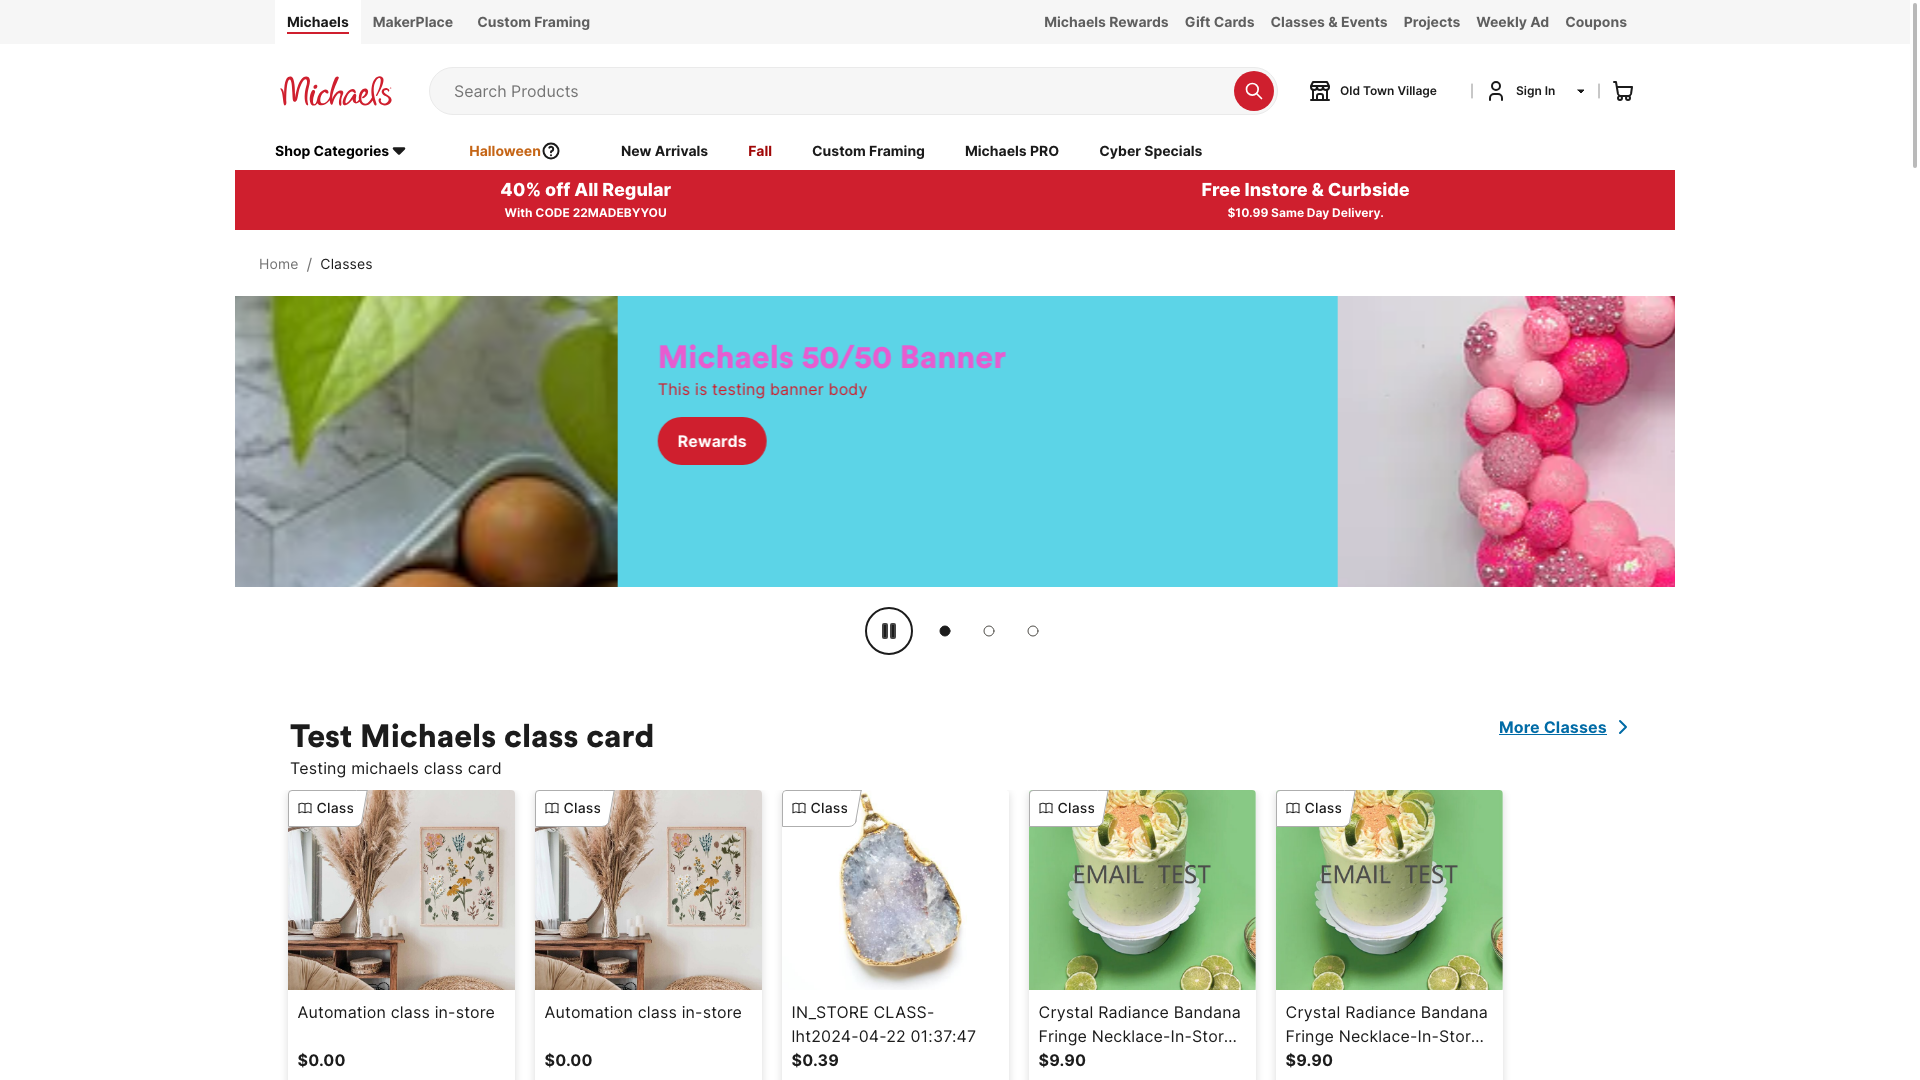 Michaels
MakerPlace
Custom Framing
Michaels Rewards
Gift Cards
Classes & Events
Projects
Weekly Ad
Coupons
Michaels
Search Products
Old Town Village
Sign In
Shop Categories
Halloween
New Arrivals
Fall
Custom Framing
Michaels PRO
Cyber Specials
40% off All Regular
With CODE 22MADEBYYOU
Free Instore & Curbside
$10.99 Same Day Delivery.
Home / Classes
Michaels 50/50 Banner
This is testing banner body
Rewards
Test Michaels class card
More Classes
Testing michaels class card
Class
Class
Class
Class
Class
EMAIL TEST
EMAIL TEST
Automation class in-store
$0.00
Automation class in-store
$0.00
IN_STORE CLASS-
lht2024-04-22 01:37:47
$0.39
Crystal Radiance Bandana
Fringe Necklace-In-Stor...
$9.90
Crystal Radiance Bandana
Fringe Necklace-In-Stor...
$9.90